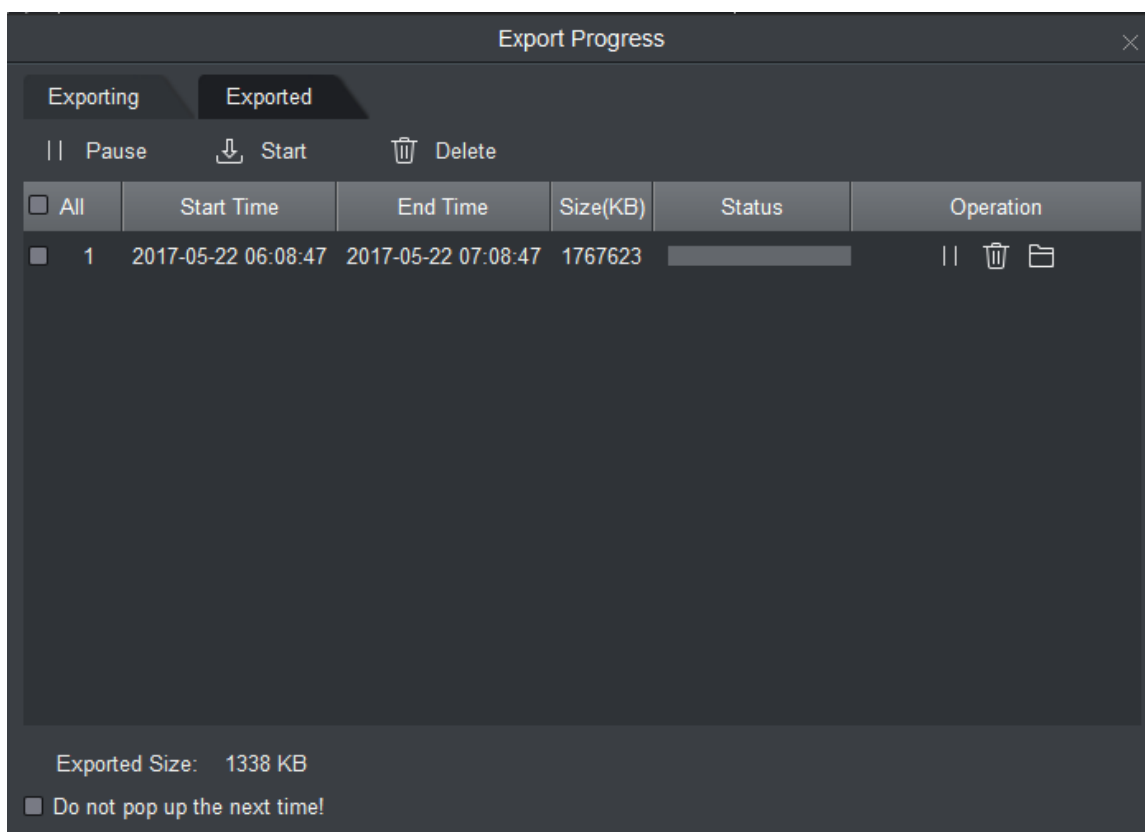 Export Progress
Exporting Exported
Pause Start Delete
All Start Time End Time Size(KB) Status Operation
1 2017-05-22 06:08:47 2017-05-22 07:08:47 1767623
Exported Size: 1338 KB
Do not pop up the next time!